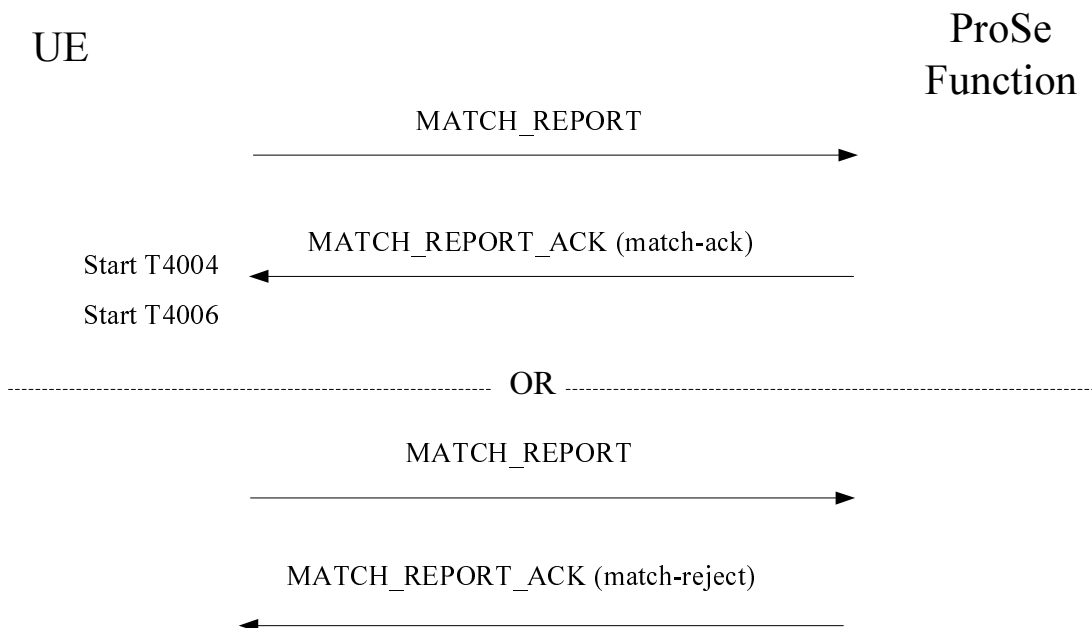 UE
ProSe
Function
MATCH_REPORT
MATCH_REPORT_ACK (match-ack)
Start T4004
Start T4006
OR
MATCH_REPORT
MATCH_REPORT_ACK (match-reject)